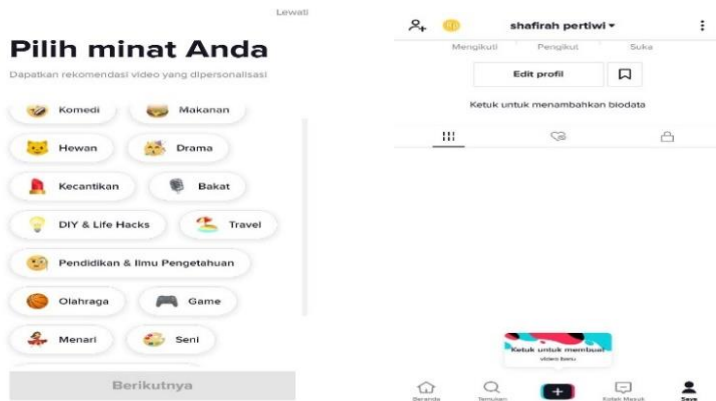 Lewati
Pilih minat Anda
Dapatkan rekomendasi video yang dipersonalisasi
Komedi
Makanan
Hewan
Drama
Kecantikan
Bakat
DIY & Life Hacks
Travel
Pendidikan & Ilmu Pengetahuan
Olahraga
Game
Menari
Seni
Berikutnya
shafirah pertiwi
Mengikuti
Pengikut
Suka
Edit profil
Ketuk untuk menambahkan biodata
Ketuk untuk membuat
video baru
Beranda
Temukan
Kotak Masuk
Saya